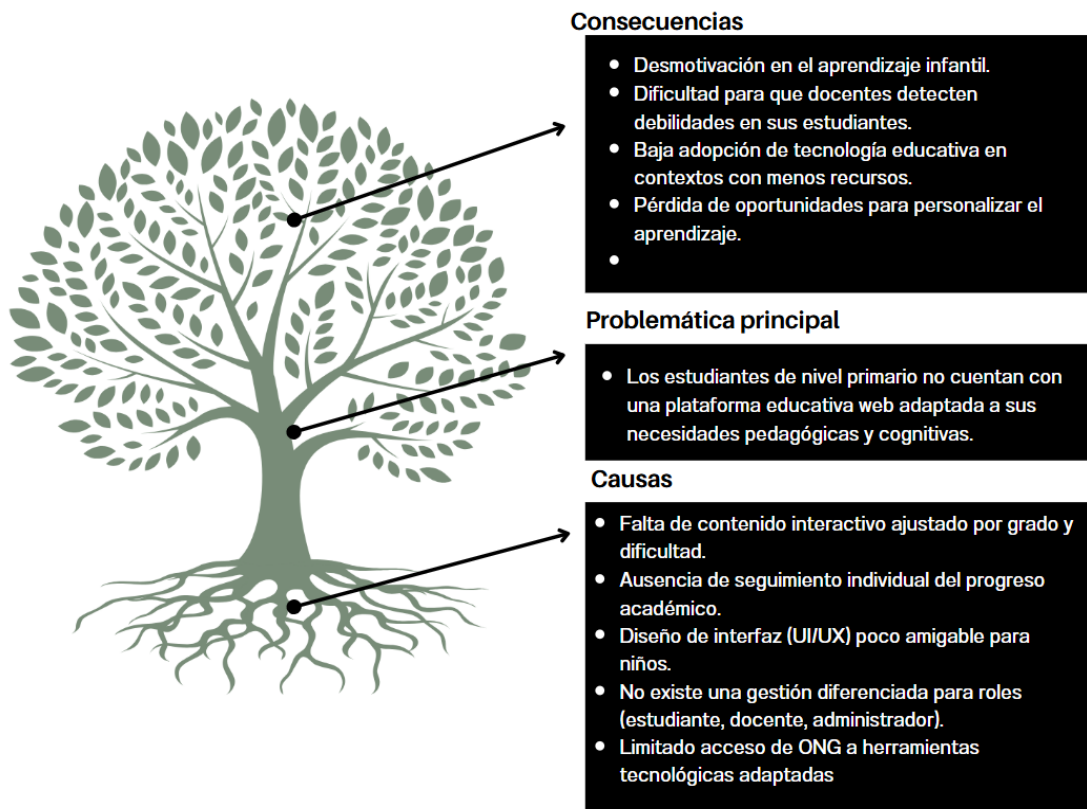 Consecuencias
• Desmotivación en el aprendizaje infantil.
• Dificultad para que docentes detecten
debilidades en sus estudiantes.
• Baja adopción de tecnología educativa en
contextos con menos recursos.
• Pérdida de oportunidades para personalizar el
aprendizaje.
•
Problemática principal
• Los estudiantes de nivel primario no cuentan con
una plataforma educativa web adaptada a sus
necesidades pedagógicas y cognitivas.
Causas
• Falta de contenido interactivo ajustado por grado y
dificultad.
• Ausencia de seguimiento individual del progreso
académico.
• Diseño de interfaz (UI/UX) poco amigable para
niños.
• No existe una gestión diferenciada para roles
(estudiante, docente, administrador).
• Limitado acceso de ONG a herramientas
tecnológicas adaptadas